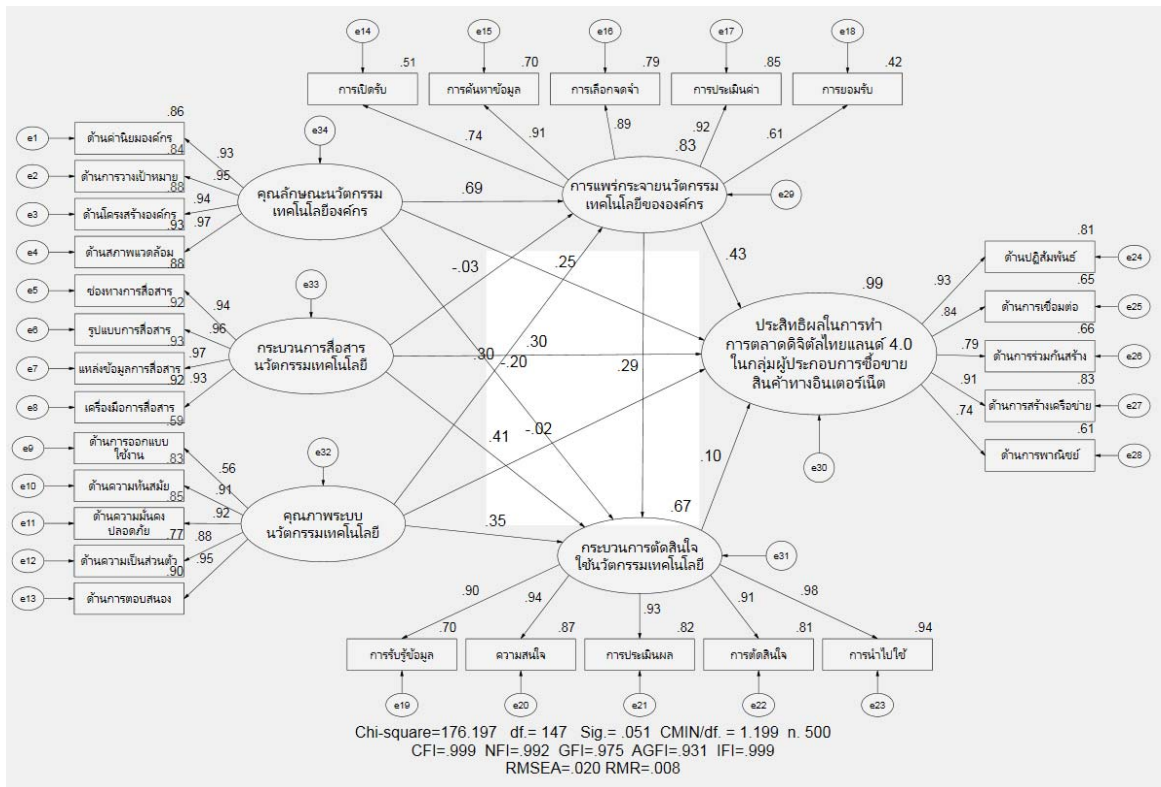 e14
e15
e16
e17
e18
.51
.70
.79
.85
.42
การเปิดรับ
การค้นหาข้อมูล
การเลือกจดจำ
การประเมินค่า
การยอมรับ
.74
.91
.89
.92
.61
.83
การแพร่กระจายนวัตกรรม
เทคโนโลยีขององค์กร
e29
e1
.86
ด้านค่านิยมองค์กร
.93
e2
.84
ด้านการวางเป้าหมาย
.95
e3
.88
ด้านโครงสร้างองค์กร
.94
e4
.93
ด้านสภาพแวดล้อม
.97
e34
คุณลักษณะนวัตกรรม
เทคโนโลยีองค์กร
.69
e5
.88
ช่องทางการสื่อสาร
.94
e6
.92
รูปแบบการสื่อสาร
.96
e7
.93
แหล่งข้อมูลการสื่อสาร
.97
e8
.92
เครื่องมือการสื่อสาร
.93
e33
กระบวนการสื่อสาร
นวัตกรรมเทคโนโลยี
e9
.59
ด้านการออกแบบ
ใช้งาน
.56
e10
.83
ด้านความทันสมัย
.91
e11
.85
ด้านความมั่นคง
ปลอดภัย
.92
e12
.77
ด้านความเป็นส่วนตัว
.88
e13
.90
ด้านการตอบสนอง
.95
e32
คุณภาพระบบ
นวัตกรรมเทคโนโลยี
-.03
.25
.43
.30
-.20
.30
.29
.41
-.02
.10
.35
.99
ประสิทธิผลในการทำ
การตลาดดิจิตัลไทยแลนด์ 4.0
ในกลุ่มผู้ประกอบการซื้อขาย
สินค้าทางอินเตอร์เน็ต
e30
.81
ด้านปฏิสัมพันธ์
e24
.93
.65
ด้านการเชื่อมต่อ
e25
.84
.66
ด้านการร่วมกันสร้าง
e26
.79
.83
ด้านการสร้างเครือข่าย
e27
.91
.61
ด้านการพาณิชย์
e28
.74
.67
กระบวนการตัดสินใจ
ใช้นวัตกรรมเทคโนโลยี
e31
.90
.94
.93
.91
.98
.70
.87
.82
.81
.94
การรับรู้ข้อมูล
ความสนใจ
การประเมินผล
การตัดสินใจ
การนำไปใช้
e19
e20
e21
e22
e23
Chi-square=176.197 df.= 147 Sig.= .051 CMIN/df. = 1.199 n. 500
CFI=.999 NFI=.992 GFI=.975 AGFI=.931 IFI=.999
RMSEA=.020 RMR=.008